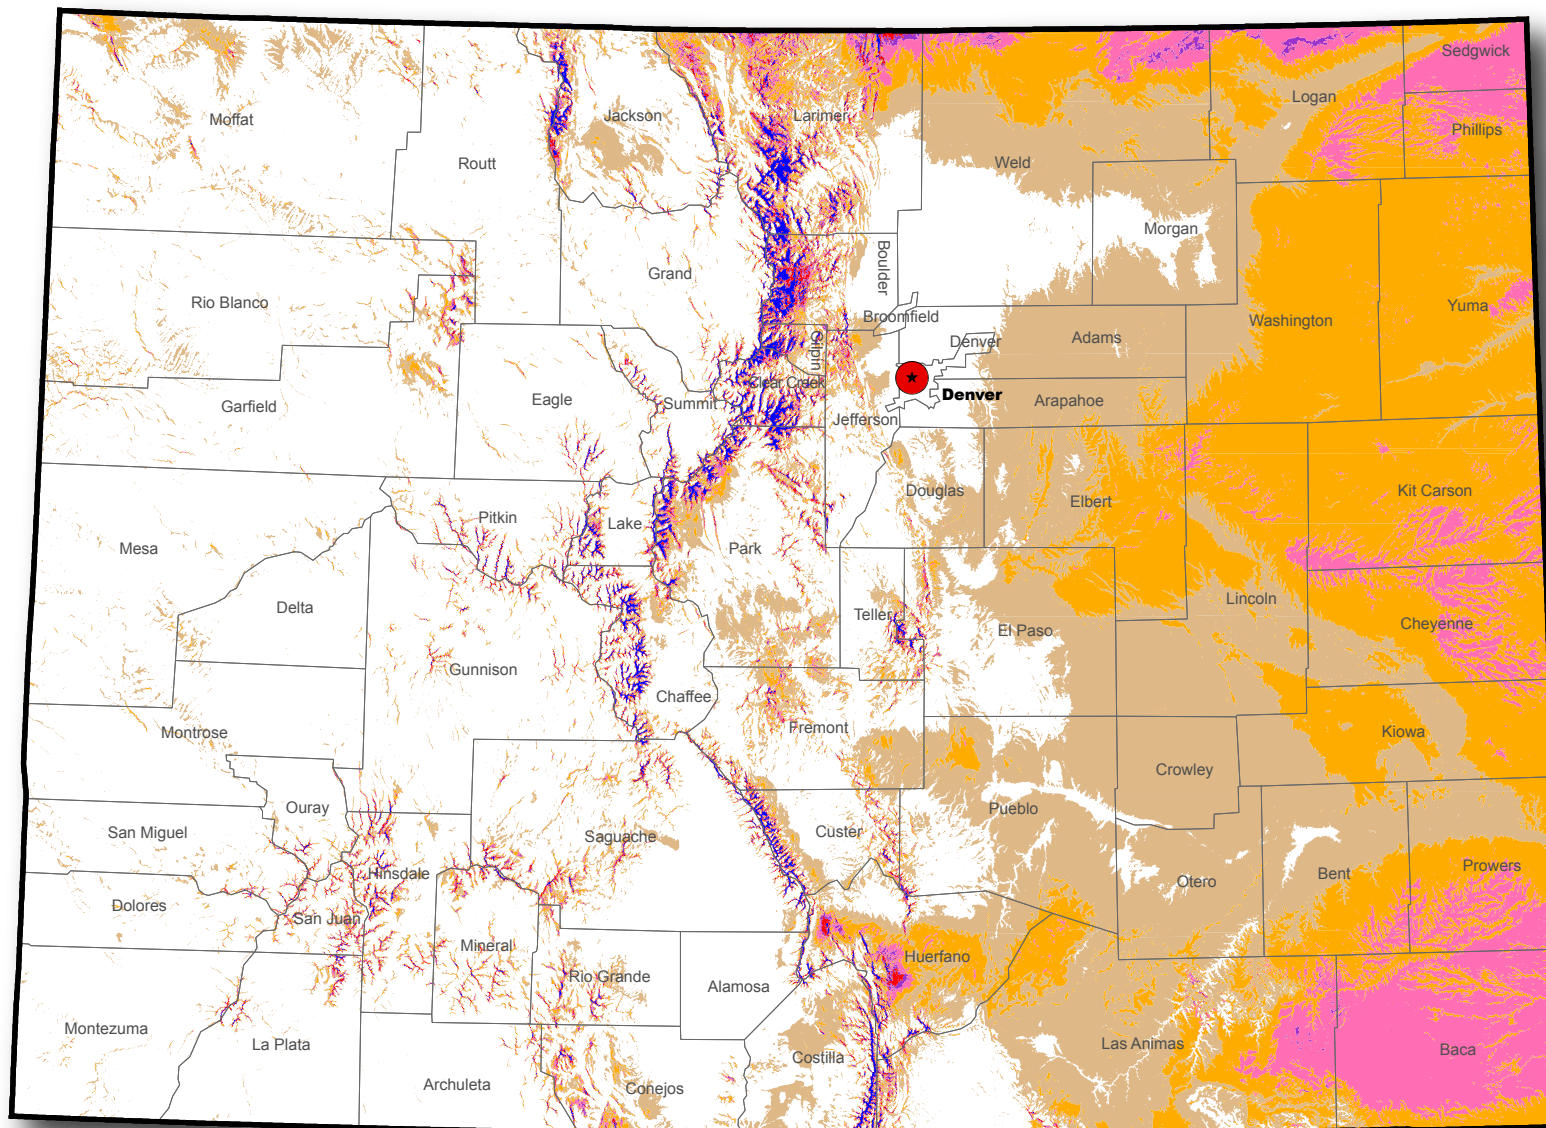 Sedgwick
Logan
Moffat
Jackson
Larimer
Phillips
Routt
Weld
Morgan
Boulder
Grand
Rio Blanco
Yuma
Broomfield
Washington
Gilpin
Denver
Adams
Clear Creek
Denver
Eagle
Summit
Arapahoe
Garfield
Jefferson
Douglas
Kit Carson
Elbert
Pitkin
Lake
Mesa
Park
Lincoln
Delta
Teller
El Paso
Cheyenne
Gunnison
Chaffee
Fremont
Montrose
Kiowa
Crowley
Ouray
Pueblo
San Miguel
Saguache
Custer
Hinsdale
Prowers
Bent
Otero
Dolores
San Juan
Mineral
Huerfano
Rio Grande
Alamosa
Montezuma
La Plata
Las Animas
Baca
Costilla
Archuleta
Conejos